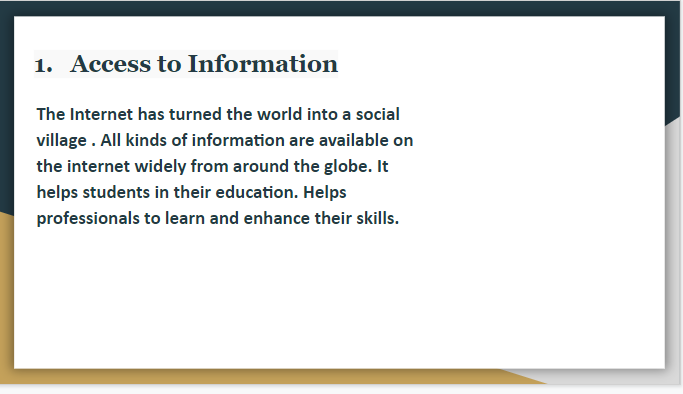 1. Access to Information
The Internet has turned the world into a social
village . All kinds of information are available on
the internet widely from around the globe. It
helps students in their education. Helps
professionals to learn and enhance their skills.